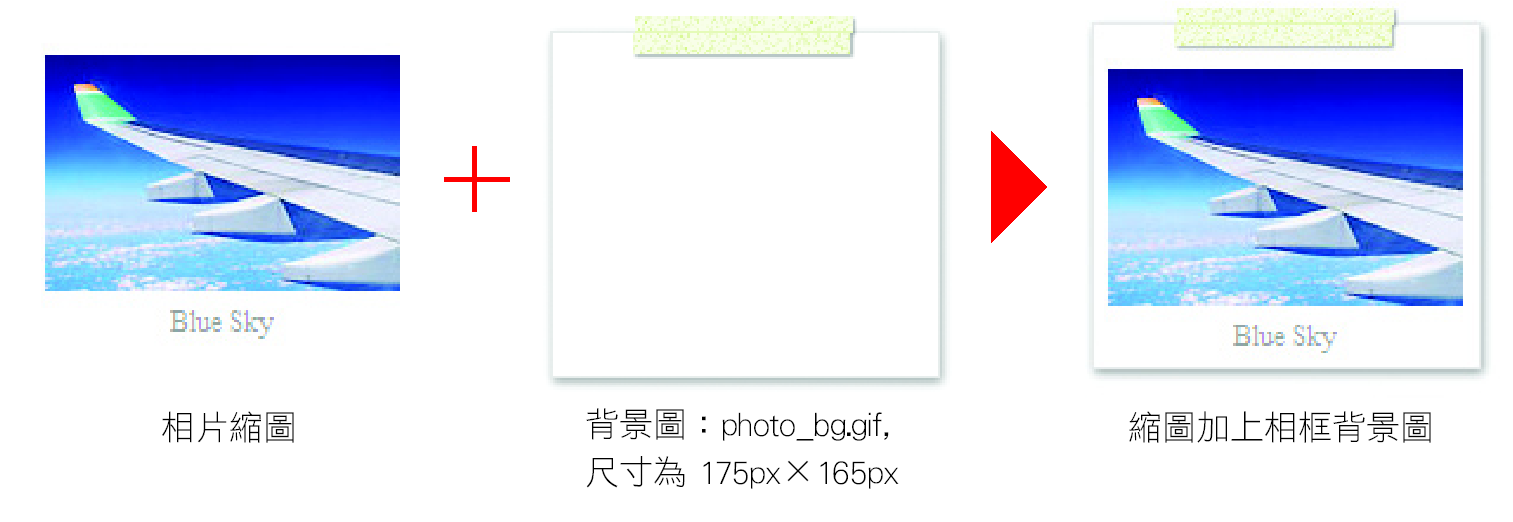 Blue Sky
相片縮圖
背景圖：photo_bg.gif,
尺寸為 175px×165px
Blue Sky
縮圖加上相框背景圖